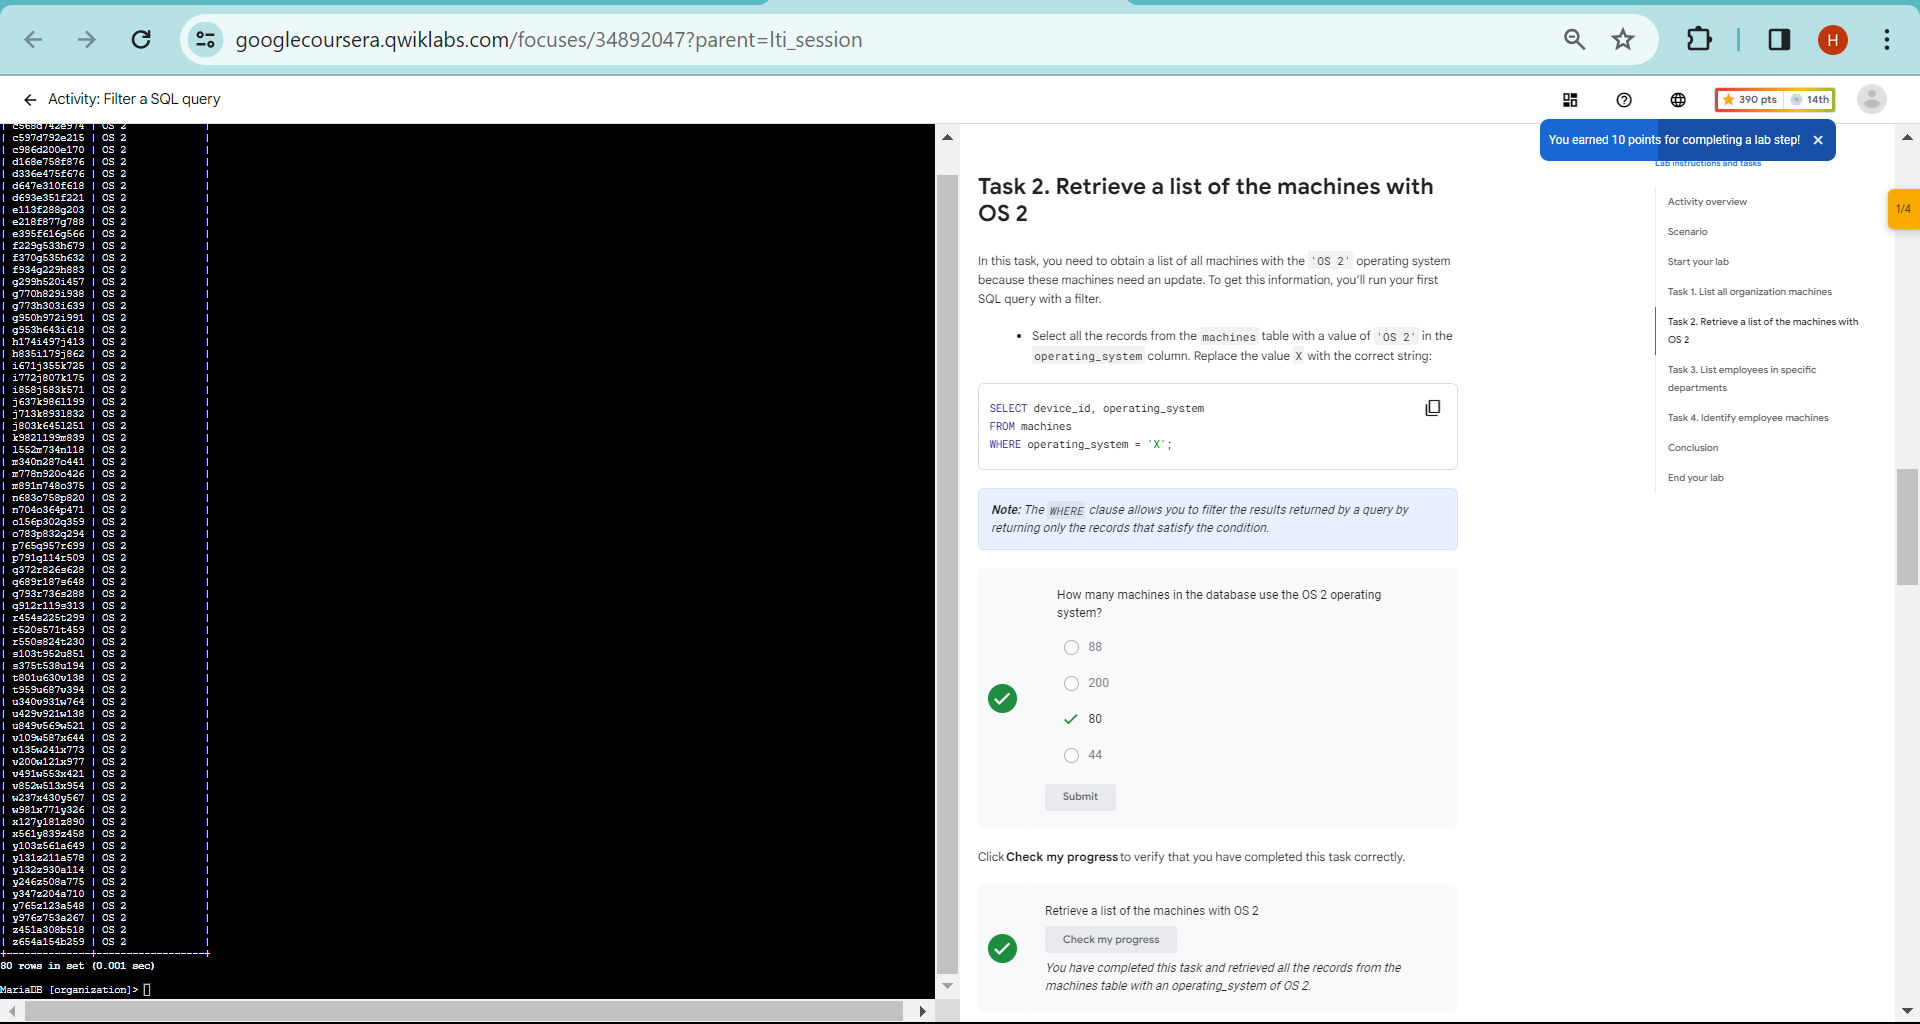 googlecoursera.qwiklabs.com/focuses/34892047?parent=lti_session
H
Activity: Filter a SQL query
390 pts
14th
You earned 10 points for completing a lab step!
Lab instructions and tasks
1/4
| c568d742e974 | OS 2 |
| c597d792e215 | OS 2 |
| c986d200e170 | OS 2 |
| d168e758f876 | OS 2 |
| d336e475f676 | OS 2 |
| d647e310f618 | OS 2 |
| d693e351f221 | OS 2 |
| e113f288g203 | OS 2 |
| e218f877g788 | OS 2 |
| e395f616g566 | OS 2 |
| f229g533h679 | OS 2 |
| f370g535h632 | OS 2 |
| f934g229h883 | OS 2 |
| g299h520i457 | OS 2 |
| g770h829i938 | OS 2 |
| g773h303i639 | OS 2 |
| g950h972i991 | OS 2 |
| g953h643i618 | OS 2 |
| h174i497j413 | OS 2 |
| h835i179j862 | OS 2 |
| i671j355k725 | OS 2 |
| i772j807k175 | OS 2 |
| i858j583k571 | OS 2 |
| j637k986l199 | OS 2 |
| j713k893l832 | OS 2 |
| j803k645l251 | OS 2 |
| k982l199m839 | OS 2 |
| l552m734n118 | OS 2 |
| m340n287o441 | OS 2 |
| m778n920o426 | OS 2 |
| m891n748o375 | OS 2 |
| n683o758p820 | OS 2 |
| n704o364p471 | OS 2 |
| o156p302q359 | OS 2 |
| o783p832q294 | OS 2 |
| p765q957r699 | OS 2 |
| p791q114r509 | OS 2 |
| q372r826s628 | OS 2 |
| q689r187s648 | OS 2 |
| q793r736s288 | OS 2 |
| q912r119s313 | OS 2 |
| r454s225t299 | OS 2 |
| r520s571t459 | OS 2 |
| r550s824t230 | OS 2 |
| s103t952u851 | OS 2 |
| s375t538u194 | OS 2 |
| t801u630v138 | OS 2 |
| t959u687v394 | OS 2 |
| u340v931w764 | OS 2 |
| u429v921w138 | OS 2 |
| u849v569w521 | OS 2 |
| v109w587x644 | OS 2 |
| v135w241x773 | OS 2 |
| v200w121x977 | OS 2 |
| v491w553x421 | OS 2 |
| v852w513x954 | OS 2 |
| w237x430y567 | OS 2 |
| w981x771y326 | OS 2 |
| x127y181z890 | OS 2 |
| x561y839z458 | OS 2 |
| y103z561a649 | OS 2 |
| y131z211a578 | OS 2 |
| y132z930a114 | OS 2 |
| y246z508a775 | OS 2 |
| y347z204a710 | OS 2 |
| y765z123a548 | OS 2 |
| y976z753a267 | OS 2 |
| z451a308b518 | OS 2 |
| z654a154b259 | OS 2 |
+--------------+------------------+
80 rows in set (0.001 sec)
MariaDB [organization]>
Task 2. Retrieve a list of the machines with
OS 2
In this task, you need to obtain a list of all machines with the 'OS 2' operating system
because these machines need an update. To get this information, you'll run your first
SQL query with a filter.
• Select all the records from the machines table with a value of 'OS 2' in the
operating_system column. Replace the value X with the correct string:
SELECT device_id, operating_system
FROM machines
WHERE operating_system = 'X';
Note: The WHERE clause allows you to filter the results returned by a query by
returning only the records that satisfy the condition.
How many machines in the database use the OS 2 operating
system?
88
200
80
44
Submit
Click Check my progress to verify that you have completed this task correctly.
Retrieve a list of the machines with OS 2
Check my progress
You have completed this task and retrieved all the records from the
machines table with an operating_system of OS 2.
Activity overview
Scenario
Start your lab
Task 1. List all organization machines
Task 2. Retrieve a list of the machines with
OS 2
Task 3. List employees in specific
departments
Task 4. Identify employee machines
Conclusion
End your lab